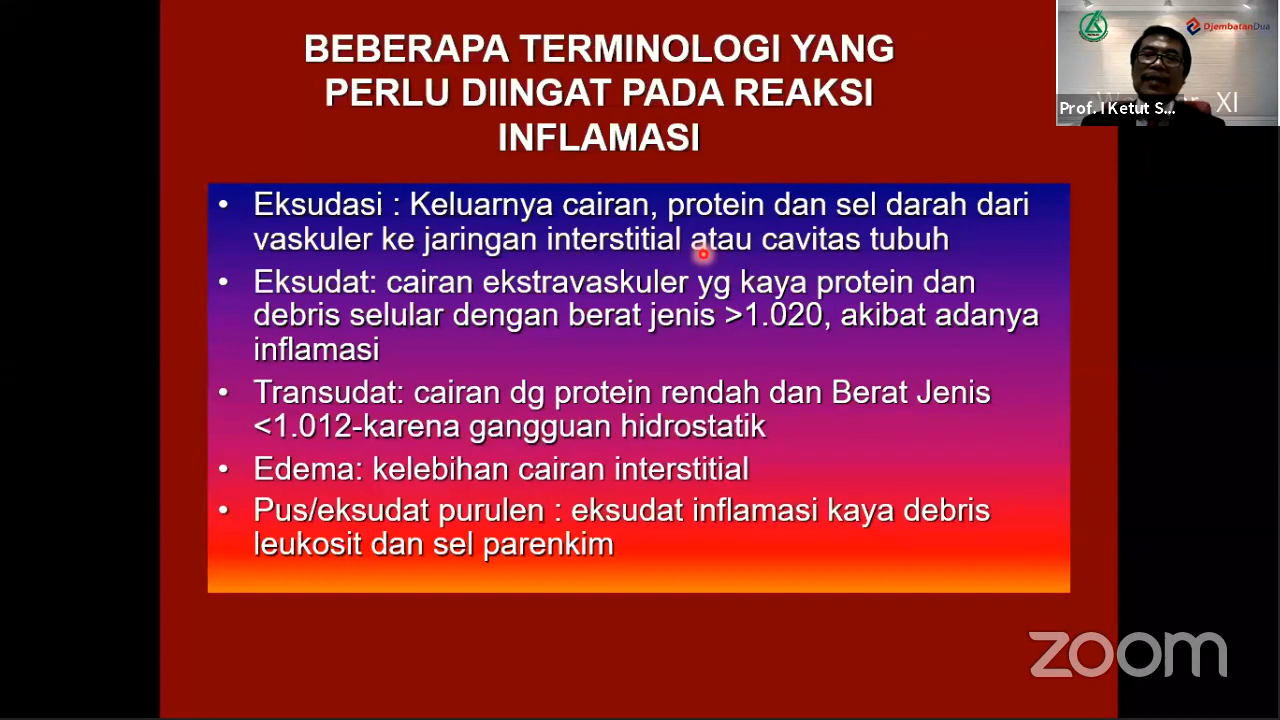 BEBERAPA TERMINOLOGI YANG
PERLU DIINGAT PADA REAKSI
INFLAMASI
• Eksudasi : Keluarnya cairan, protein dan sel darah dari
vaskuler ke jaringan interstitial atau cavitas tubuh
• Eksudat: cairan ekstravaskuler yg kaya protein dan
debris selular dengan berat jenis >1.020, akibat adanya
inflamasi
• Transudat: cairan dg protein rendah dan Berat Jenis
<1.012-karena gangguan hidrostatik
• Edema: kelebihan cairan interstitial
• Pus/eksudat purulen : eksudat inflamasi kaya debris
leukosit dan sel parenkim
DjembatanDua
XI
Prof. I Ketut S...
zoom